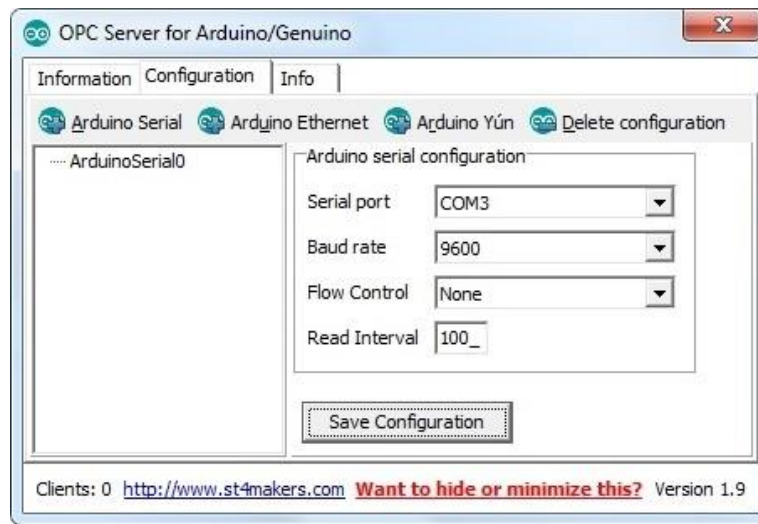 OPC Server for Arduino/Genuino
Information Configuration Info
Arduino Serial Arduino Ethernet Arduino Yún Delete configuration
ArduinoSerial0
Arduino serial configuration
Serial port COM3
Baud rate 9600
Flow Control None
Read Interval 100_
Save Configuration
Clients: 0 http://www.st4makers.com Want to hide or minimize this? Version 1.9